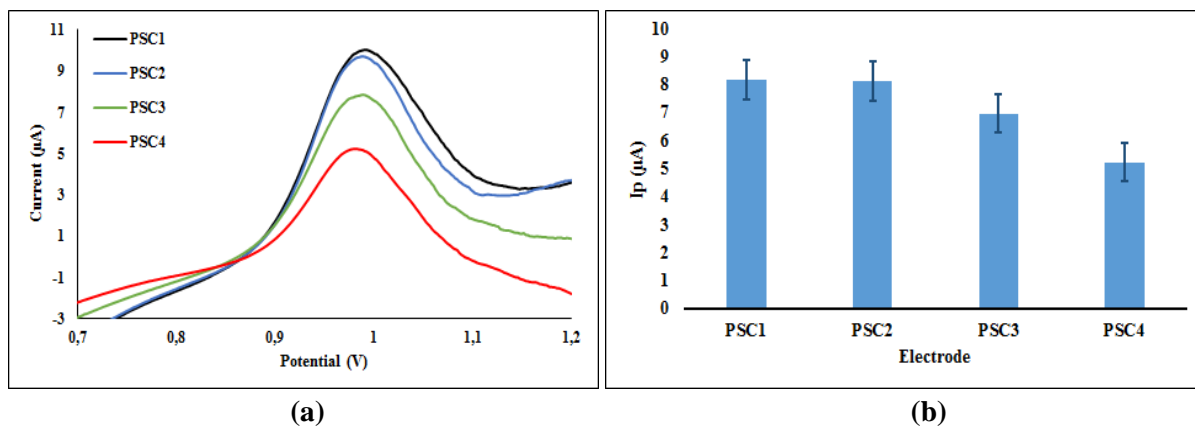 11
9
7
5
3
1
-1
-3
Current (µA)
PSC1
PSC2
PSC3
PSC4
0,7 0,8 0,9 1 1,1 1,2
Potential (V)
(a)
10
9
8
7
6
5
4
3
2
1
0
Ip (µA)
PSC1 PSC2 PSC3 PSC4
Electrode
(b)